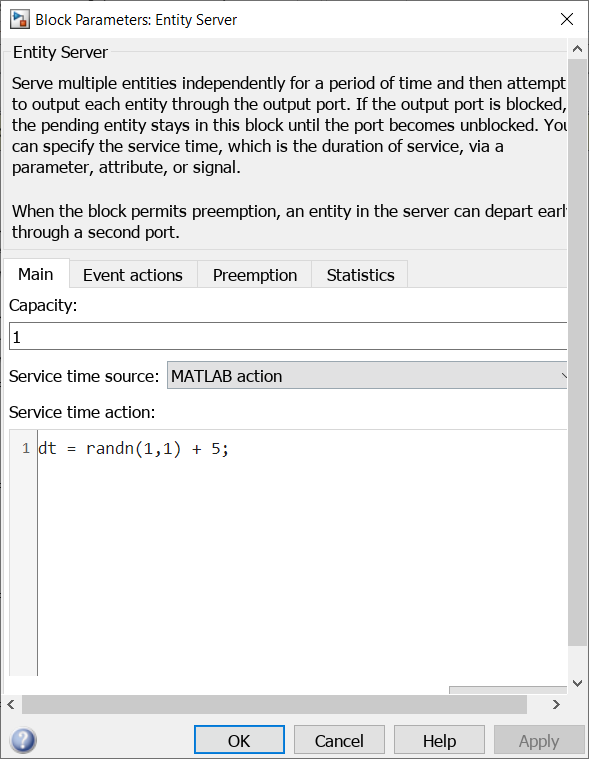 Block Parameters: Entity Server
Entity Server
Serve multiple entities independently for a period of time and then attempt
to output each entity through the output port. If the output port is blocked,
the pending entity stays in this block until the port becomes unblocked. You
can specify the service time, which is the duration of service, via a
parameter, attribute, or signal.
When the block permits preemption, an entity in the server can depart earl
through a second port.
Main Event actions Preemption Statistics
Capacity:
1
Service time source: MATLAB action
Service time action:
1 dt = randn(1,1) + 5;
? OK Cancel Help Apply